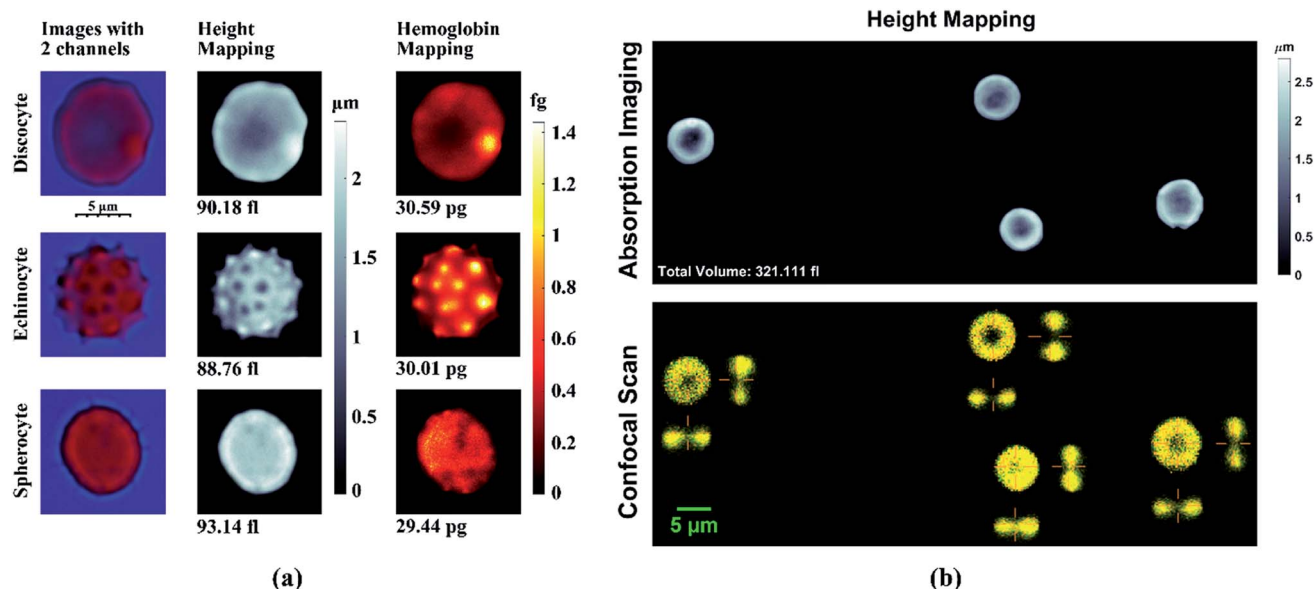 Images with
2 channels
Height
Mapping
Hemoglobin
Mapping
Discocyte
5 µm
90.18 fl
30.59 pg
Echinocyte
88.76 fl
30.01 pg
Spherocyte
93.14 fl
29.44 pg
µm
2
1.5
1
0.5
0
fg
1.4
1.2
1
0.8
0.6
0.4
0.2
0
(a)
Height Mapping
Absorption Imaging
Total Volume: 321.111 fl
µm
2.5
2
1.5
1
0.5
0
Confocal Scan
5 µm
(b)